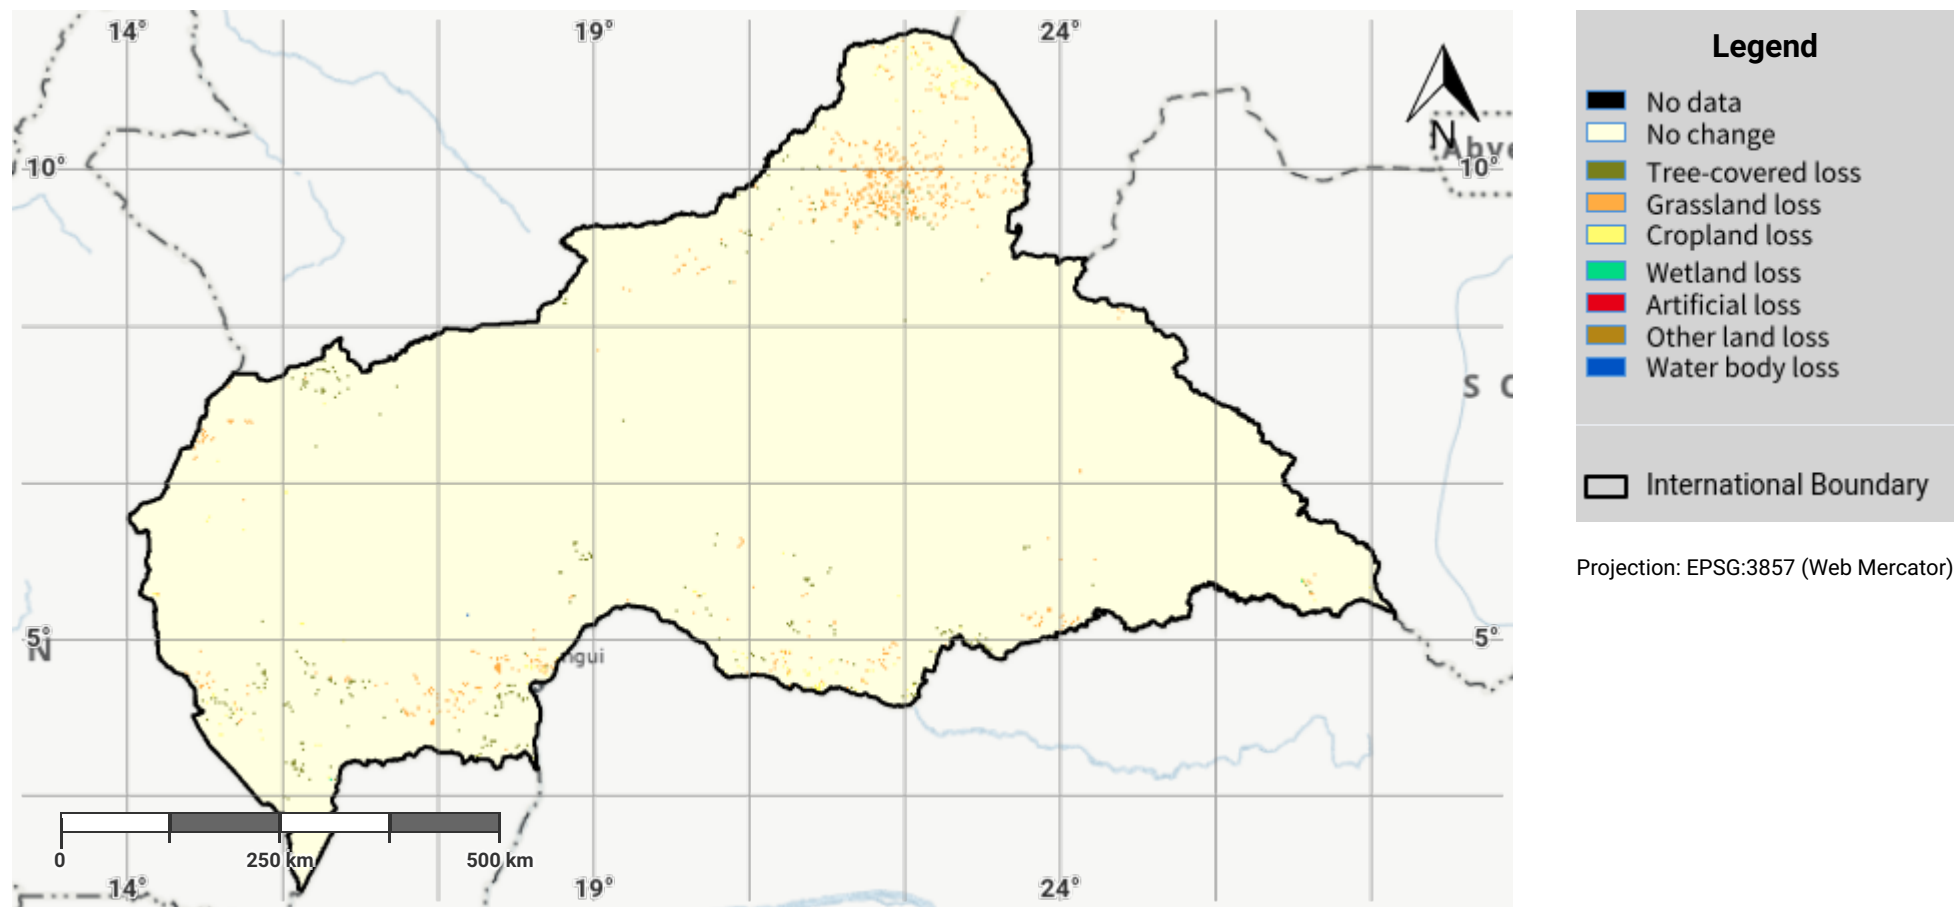 14° 19° 24°
N
Abye
10° 10°
S O
5° 5°
N
ngui
0 250 km 500 km
14° 19° 24°
Legend
No data
No change
Tree-covered loss
Grassland loss
Cropland loss
Wetland loss
Artificial loss
Other land loss
Water body loss
International Boundary
Projection: EPSG:3857 (Web Mercator)